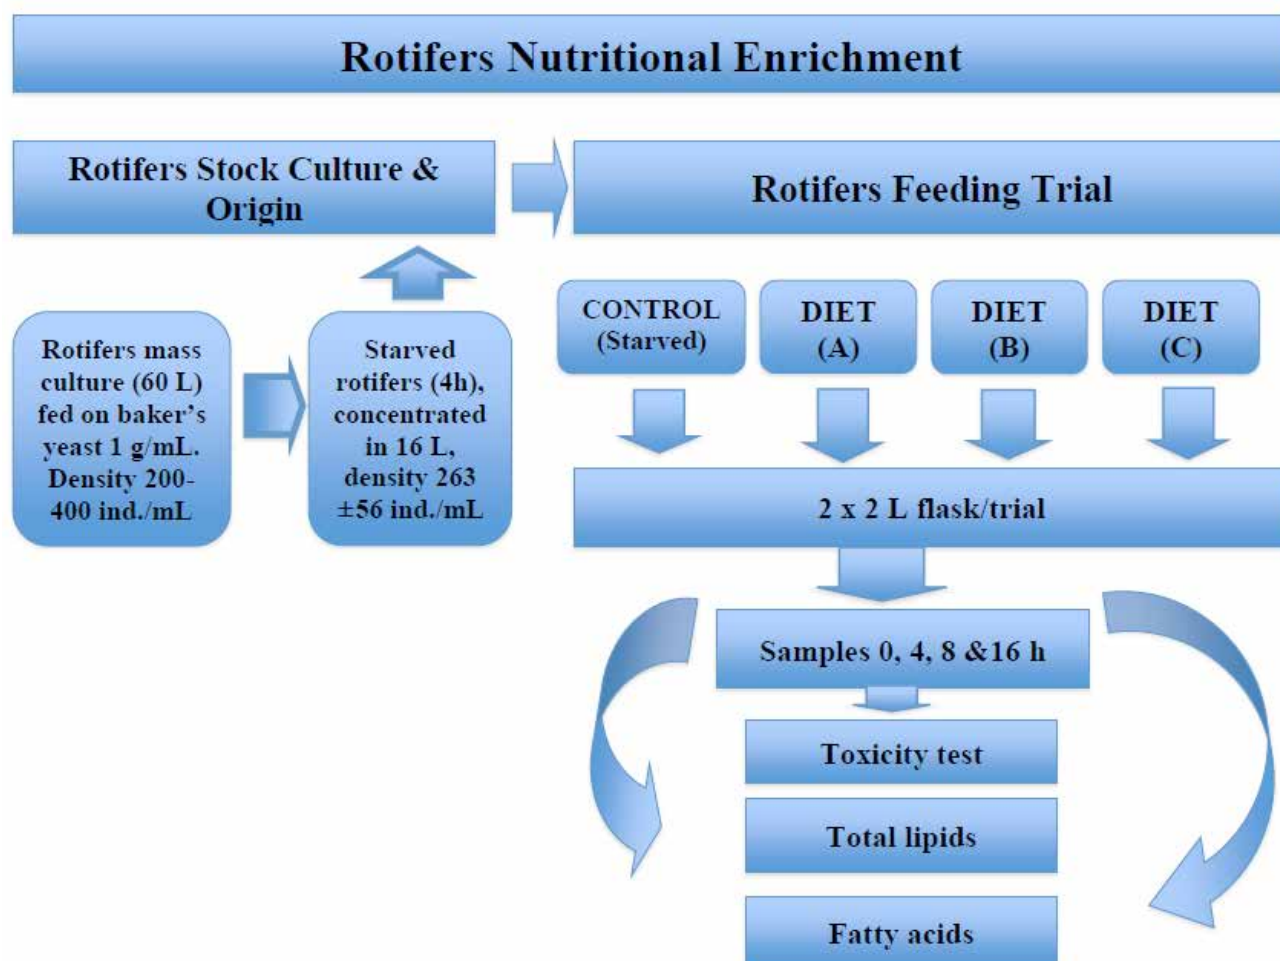 Rotifers Nutritional Enrichment
Rotifers Stock Culture &
Origin
Rotifers Feeding Trial
Rotifers mass
culture (60 L)
fed on baker’s
yeast 1 g/mL.
Density 200-
400 ind./mL
Starved
rotifers (4h),
concentrated
in 16 L,
density 263
±56 ind./mL
CONTROL
(Starved)
DIET
(A)
DIET
(B)
DIET
(C)
2 x 2 L flask/trial
Samples 0, 4, 8 &16 h
Toxicity test
Total lipids
Fatty acids